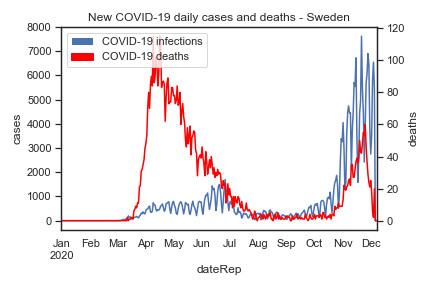 New COVID-19 daily cases and deaths - Sweden
COVID-19 infections
COVID-19 deaths
8000
7000
6000
5000
4000
3000
2000
1000
0
cases
120
100
80
60
40
20
0
deaths
Jan Feb Mar Apr May Jun Jul Aug Sep Oct Nov Dec
2020
dateRep